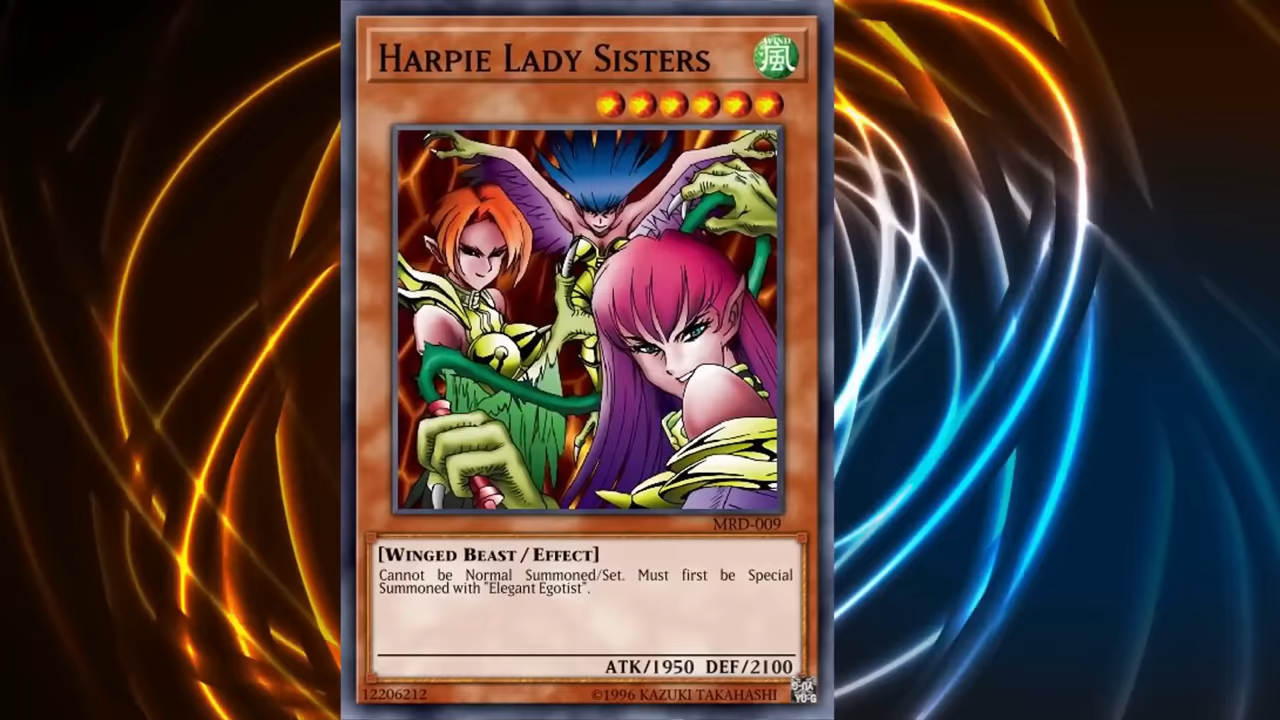 HARPIE LADY SISTERS
WIND
風
MRD-009
[WINGED BEAST / EFFECT]
Cannot be Normal Summoned/Set. Must first be Special
Summoned with "Elegant Egotist".
ATK/1950 DEF/2100
12206212
©1996 KAZUKI TAKAHASHI